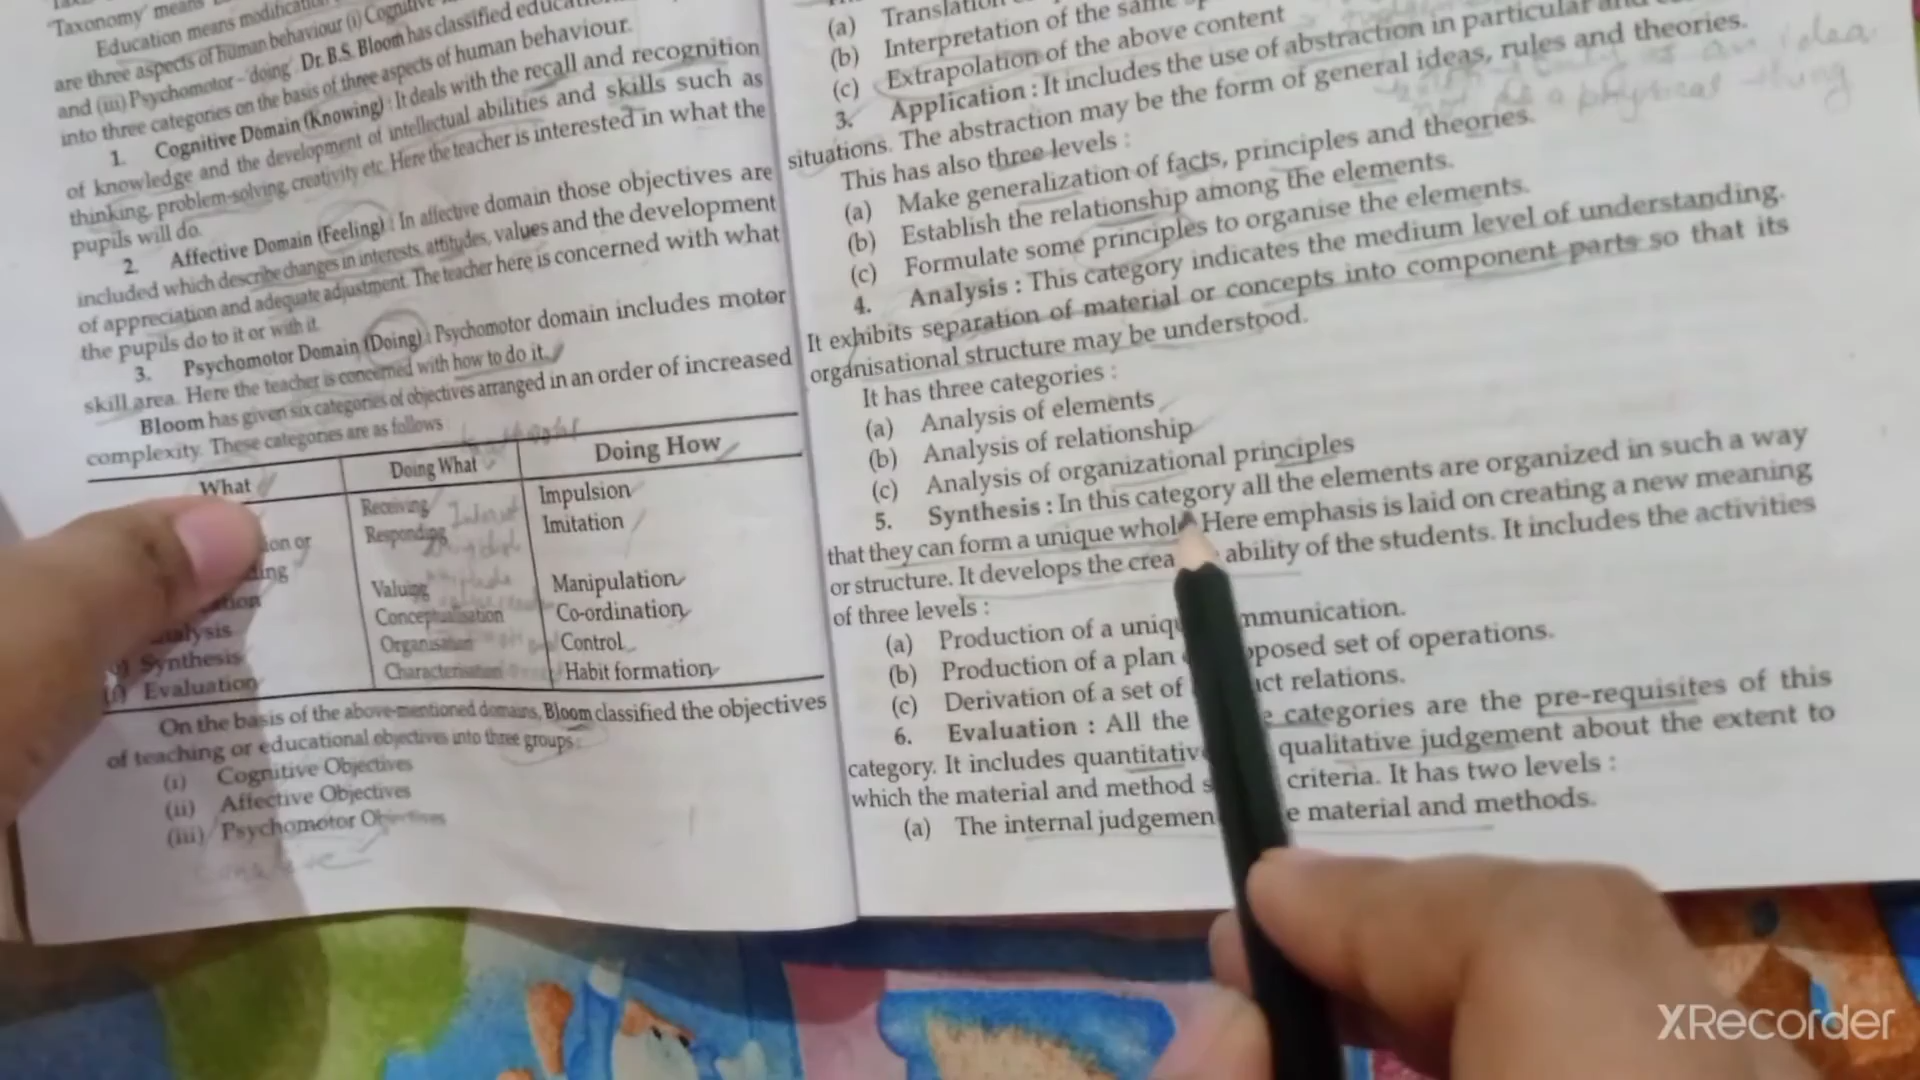 'Taxonomy' means
Education means modification
are three aspects of human behaviour (i) Cognitive
and (iii) Psychomotor – 'doing'. Dr. B.S. Bloom has classified
into three categories on the basis of three aspects of human behaviour.
1. Cognitive Domain (Knowing) : It deals with the recall and recognition
of knowledge and the development of intellectual abilities and skills such as
thinking, problem-solving, creativity etc. Here the teacher is interested in what the
pupils will do.
2. Affective Domain (Feeling) : In affective domain those objectives are
included which describe changes in interests, attitudes, values and the development
of appreciation and adequate adjustment. The teacher here is concerned with what
the pupils do to it or with it.
3. Psychomotor Domain (Doing) : Psychomotor domain includes motor
skill area. Here the teacher is concerned with how to do it.
Bloom has given six categories of objectives arranged in an order of increased
complexity. These categories are as follows
What Doing What Doing How
Receiving Impulsion
ion or Responding Imitation
Valuing Manipulation
Conceptualisation Co-ordination
Organisation Control
Synthesis Characterisation Habit formation
(f) Evaluation
On the basis of the above-mentioned domains, Bloom classified the objectives
of teaching or educational objectives into three groups :
(i) Cognitive Objectives
(ii) Affective Objectives
(iii) Psychomotor Objectives
(a) Translation
(b) Interpretation of the same
(c) Extrapolation of the above content
3. Application : It includes the use of abstraction in particular and
situations. The abstraction may be the form of general ideas, rules and theories.
This has also three levels :
(a) Make generalization of facts, principles and theories.
(b) Establish the relationship among the elements.
(c) Formulate some principles to organise the elements.
4. Analysis : This category indicates the medium level of understanding.
It exhibits separation of material or concepts into component parts so that its
organisational structure may be understood.
It has three categories :
(a) Analysis of elements
(b) Analysis of relationship
(c) Analysis of organizational principles
5. Synthesis : In this category all the elements are organized in such a way
that they can form a unique whole Here emphasis is laid on creating a new meaning
or structure. It develops the crea ability of the students. It includes the activities
of three levels :
(a) Production of a uniqu mmunication.
(b) Production of a plan posed set of operations.
(c) Derivation of a set of ct relations.
6. Evaluation : All the categories are the pre-requisites of this
category. It includes quantitativ qualitative judgement about the extent to
which the material and method s criteria. It has two levels :
(a) The internal judgemen e material and methods.
XRecorder